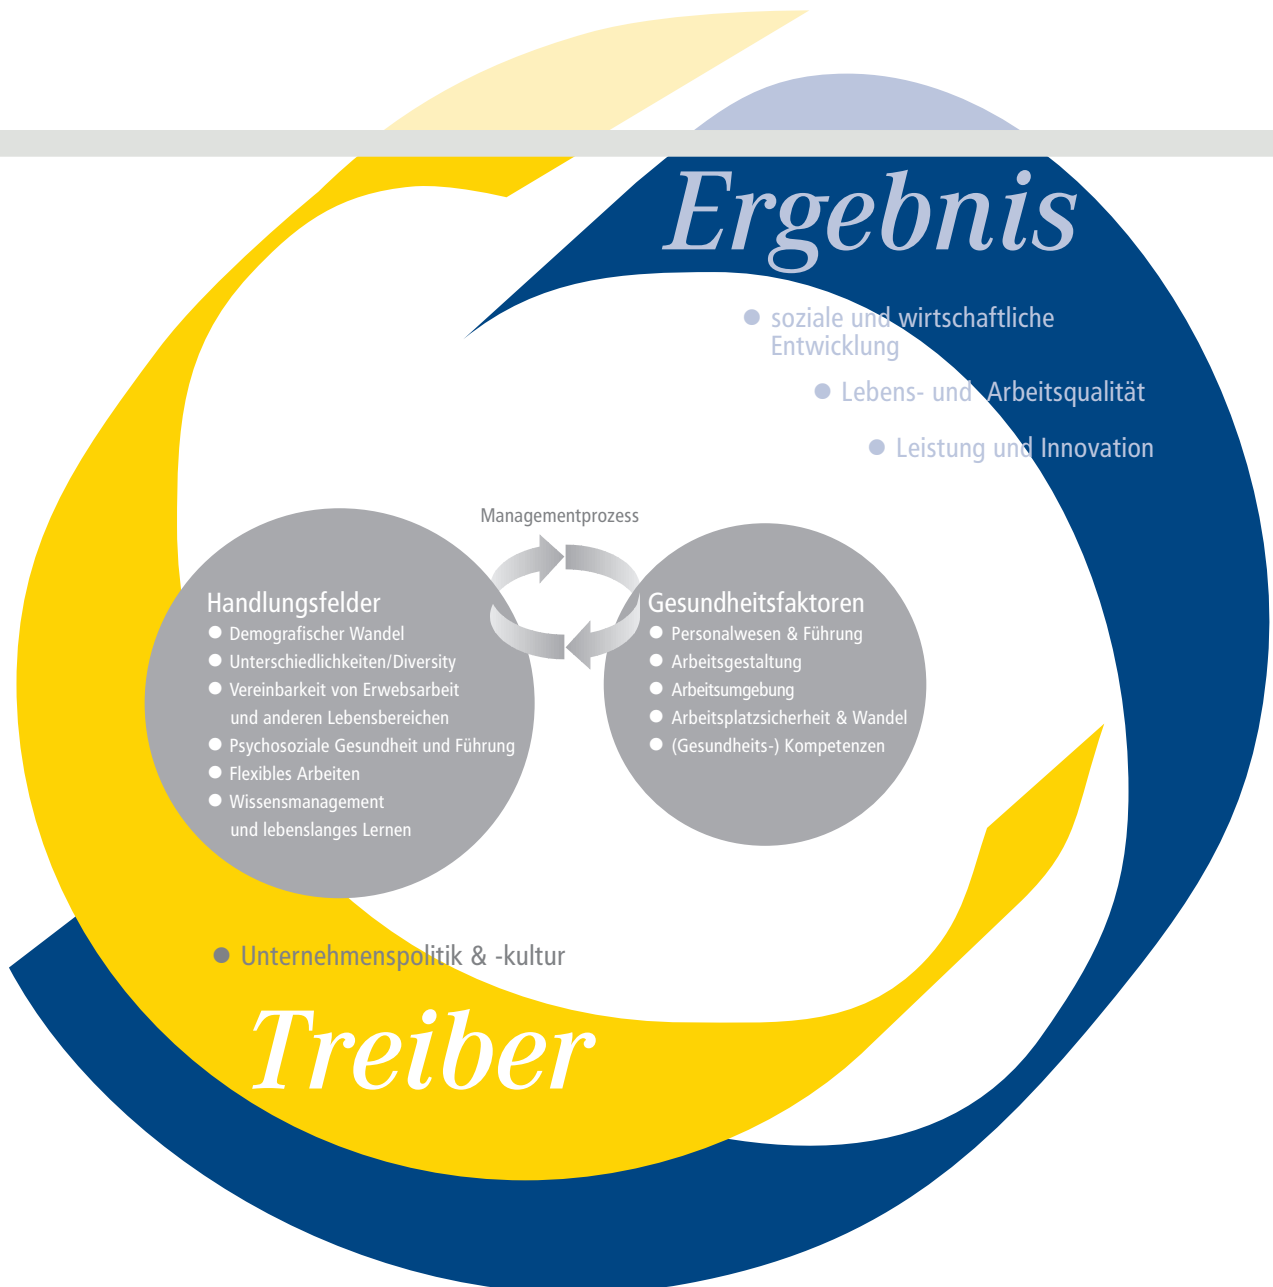 Ergebnis
● soziale und wirtschaftliche
Entwicklung
● Lebens- und Arbeitsqualität
● Leistung und Innovation
Managementprozess
Handlungsfelder
● Demografischer Wandel
● Unterschiedlichkeiten/Diversity
● Vereinbarkeit von Erwebsarbeit
und anderen Lebensbereichen
● Psychosoziale Gesundheit und Führung
● Flexibles Arbeiten
● Wissensmanagement
und lebenslanges Lernen
Gesundheitsfaktoren
● Personalwesen & Führung
● Arbeitsgestaltung
● Arbeitsumgebung
● Arbeitsplatzsicherheit & Wandel
● (Gesundheits-) Kompetenzen
● Unternehmenspolitik & -kultur
Treiber